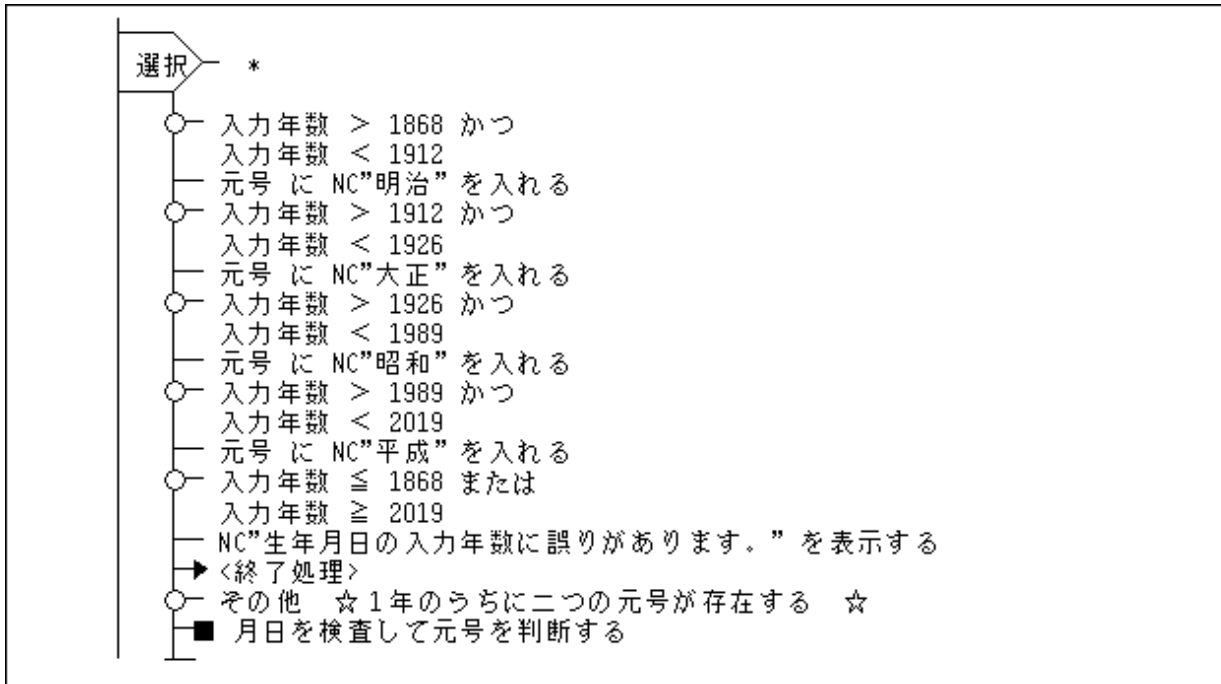 選択 *
入力年数 > 1868 かつ
入力年数 < 1912
元号 に NC”明治” を入れる
入力年数 > 1912 かつ
入力年数 < 1926
元号 に NC”大正” を入れる
入力年数 > 1926 かつ
入力年数 < 1989
元号 に NC”昭和” を入れる
入力年数 > 1989 かつ
入力年数 < 2019
元号 に NC”平成” を入れる
入力年数 ≦ 1868 または
入力年数 ≧ 2019
NC”生年月日の入力年数に誤りがあります。” を表示する
<終了処理>
その他 ☆1年のうちに二つの元号が存在する ☆
月日を検査して元号を判断する